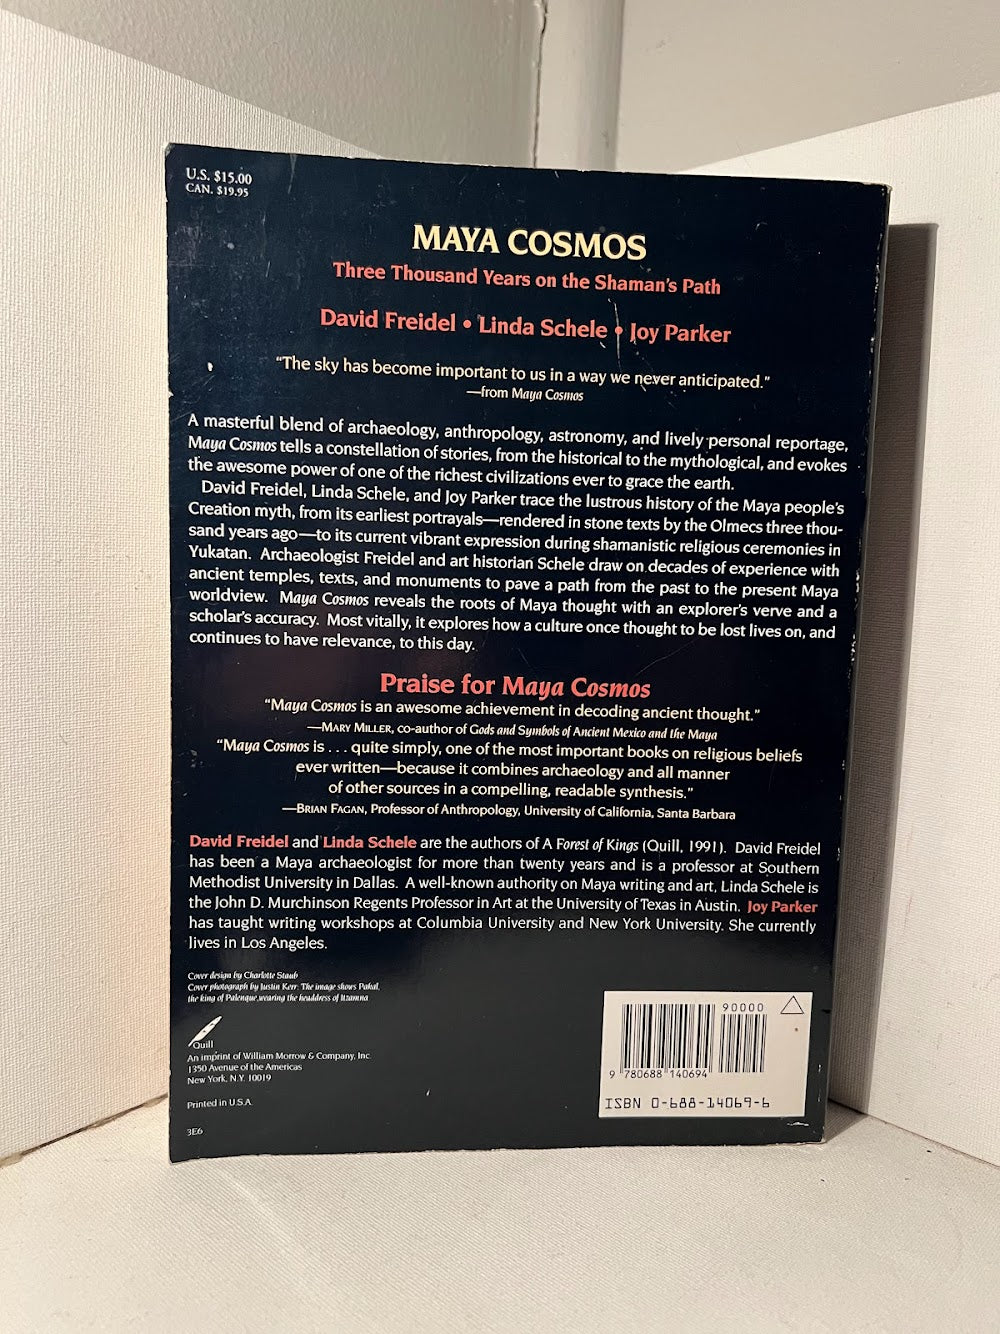 U.S. $15.00
CAN. $19.95
MAYA COSMOS
Three Thousand Years on the Shaman's Path
David Freidel • Linda Schele • Joy Parker
"The sky has become important to us in a way we never anticipated."
—from Maya Cosmos
A masterful blend of archaeology, anthropology, astronomy, and lively personal reportage,
Maya Cosmos tells a constellation of stories, from the historical to the mythological, and evokes
the awesome power of one of the richest civilizations ever to grace the earth.
David Freidel, Linda Schele, and Joy Parker trace the lustrous history of the Maya people's
Creation myth, from its earliest portrayals—rendered in stone texts by the Olmecs three thou-
sand years ago—to its current vibrant expression during shamanistic religious ceremonies in
Yukatan. Archaeologist Freidel and art historian Schele draw on decades of experience with
ancient temples, texts, and monuments to pave a path from the past to the present Maya
worldview. Maya Cosmos reveals the roots of Maya thought with an explorer's verve and a
scholar's accuracy. Most vitally, it explores how a culture once thought to be lost lives on, and
continues to have relevance, to this day.
Praise for Maya Cosmos
"Maya Cosmos is an awesome achievement in decoding ancient thought."
—MARY MILLER, co-author of Gods and Symbols of Ancient Mexico and the Maya
"Maya Cosmos is . . . quite simply, one of the most important books on religious beliefs
ever written—because it combines archaeology and all manner
of other sources in a compelling, readable synthesis."
—BRIAN FAGAN, Professor of Anthropology, University of California, Santa Barbara
David Freidel and Linda Schele are the authors of A Forest of Kings (Quill, 1991). David Freidel
has been a Maya archaeologist for more than twenty years and is a professor at Southern
Methodist University in Dallas. A well-known authority on Maya writing and art, Linda Schele is
the John D. Murchinson Regents Professor in Art at the University of Texas in Austin. Joy Parker
has taught writing workshops at Columbia University and New York University. She currently
lives in Los Angeles.
Cover design by Charlotte Staub
Cover photograph by Justin Kerr. The image shows Pakal,
the king of Palenque, wearing the headdress of Itzamna
Quill
An imprint of William Morrow & Company, Inc.
1350 Avenue of the Americas
New York, N.Y. 10019
Printed in U.S.A.
3E6
90000
9 780688 140694
ISBN 0-688-14069-6